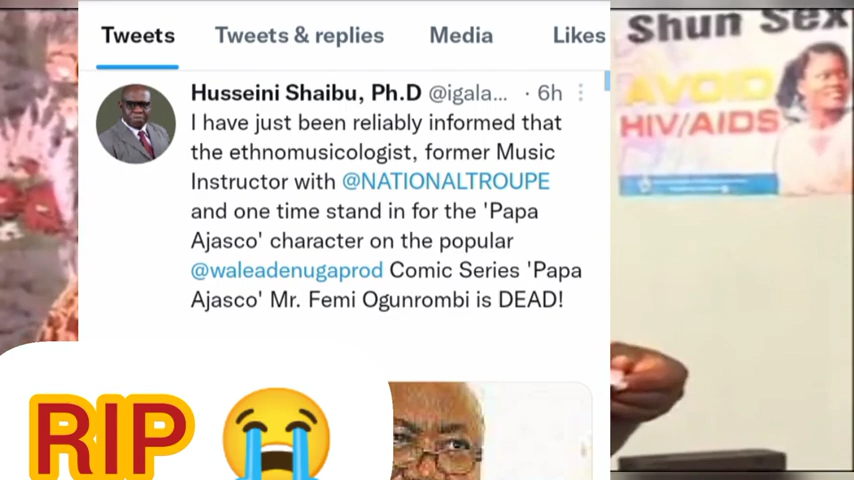 Tweets Tweets & replies Media Likes
Husseini Shaibu, Ph.D @igala... · 6h
I have just been reliably informed that
the ethnomusicologist, former Music
Instructor with @NATIONALTROUPE
and one time stand in for the 'Papa
Ajasco' character on the popular
@waleadenugaprod Comic Series 'Papa
Ajasco' Mr. Femi Ogunrombi is DEAD!
RIP
Shun Sex
AVOID
HIV/AIDS